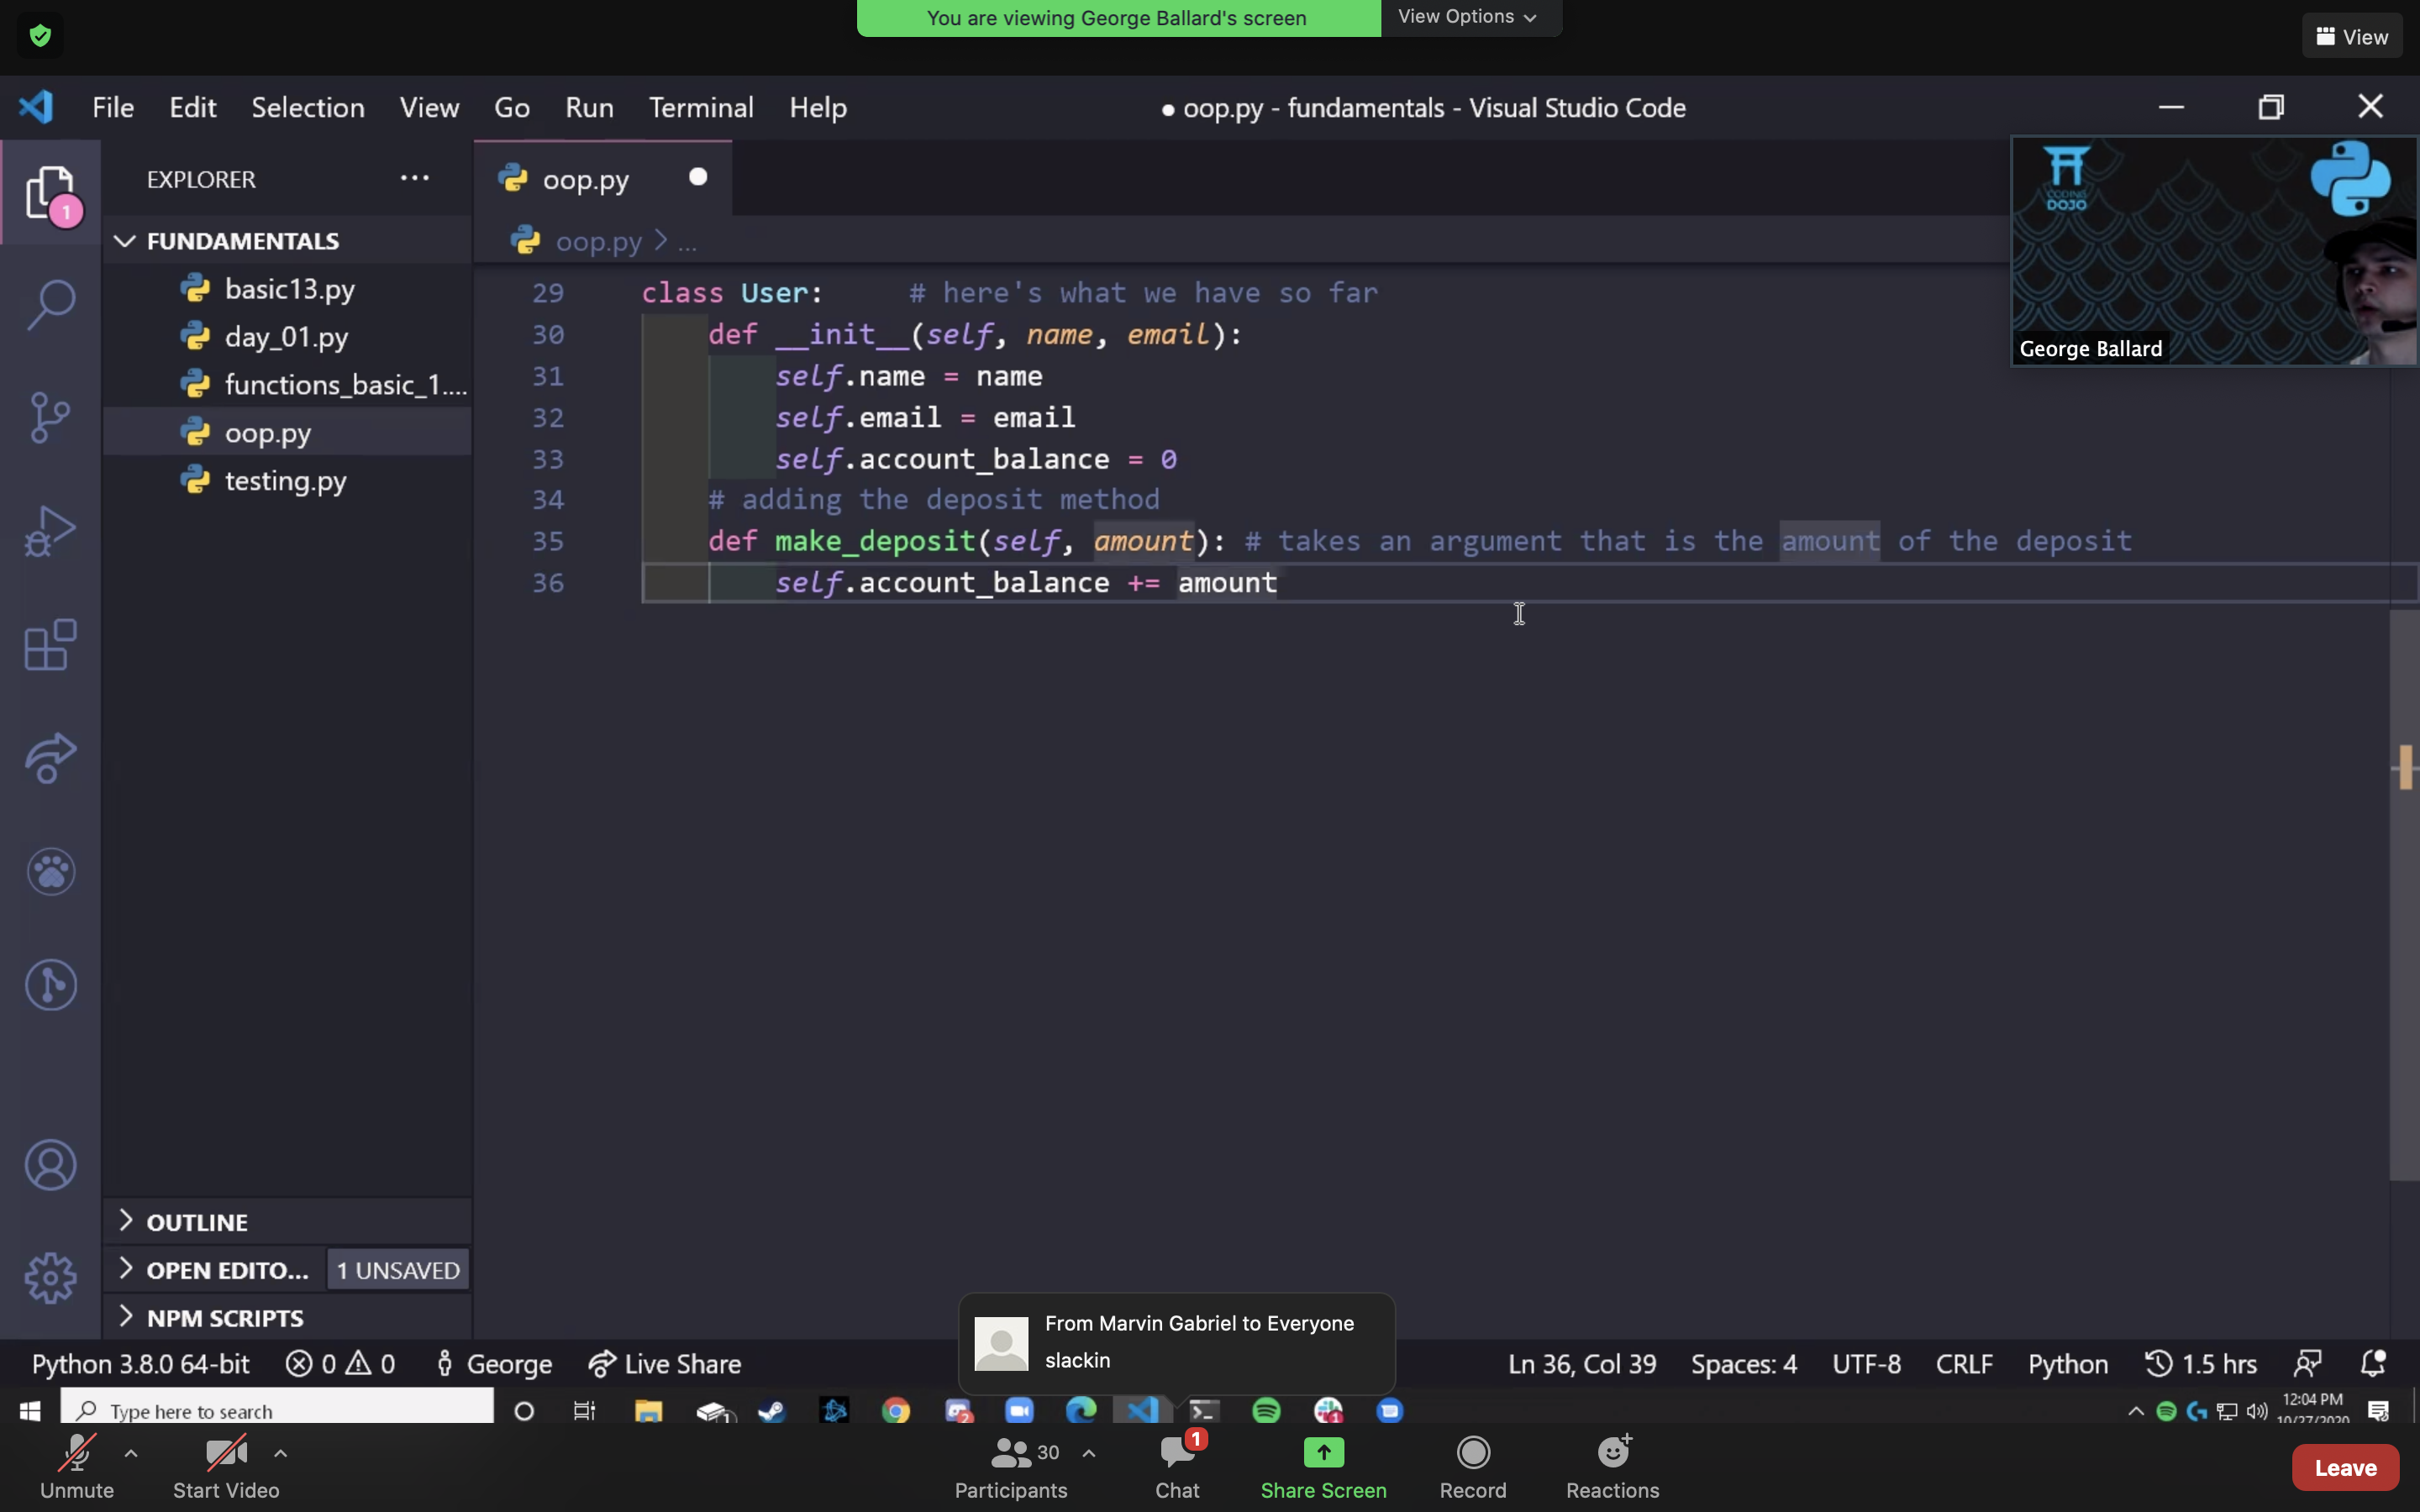 You are viewing George Ballard's screen
View Options
View
File Edit Selection View Go Run Terminal Help
● oop.py - fundamentals - Visual Studio Code
EXPLORER
...
oop.py
CODING
DOJO
George Ballard
1
FUNDAMENTALS
oop.py > ...
basic13.py
day_01.py
functions_basic_1....
oop.py
testing.py
29 class User: # here's what we have so far
30 def __init__(self, name, email):
31 self.name = name
32 self.email = email
33 self.account_balance = 0
34 # adding the deposit method
35 def make_deposit(self, amount): # takes an argument that is the amount of the deposit
36 self.account_balance += amount
OUTLINE
OPEN EDITO... 1 UNSAVED
NPM SCRIPTS
From Marvin Gabriel to Everyone
slackin
Python 3.8.0 64-bit 0 0 George Live Share
Ln 36, Col 39 Spaces: 4 UTF-8 CRLF Python 1.5 hrs
Type here to search
1
2
1
12:04 PM
10/27/2020
30
1
Unmute
Start Video
Participants
Chat
Share Screen
Record
Reactions
Leave